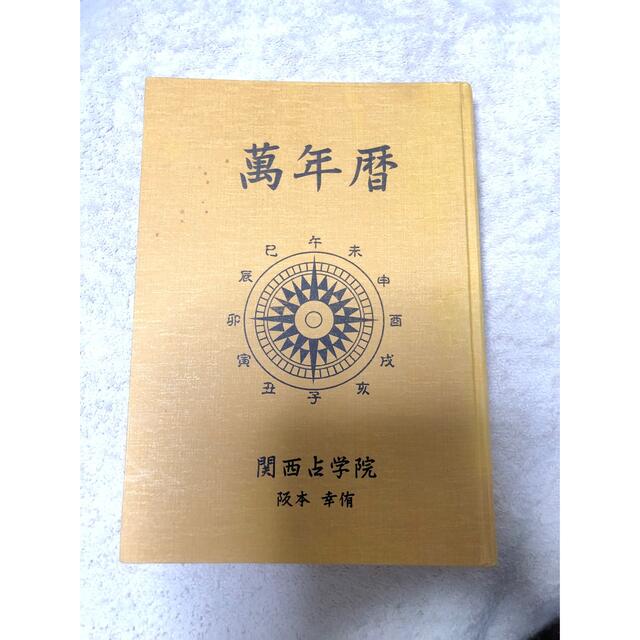 萬年暦
午
未
申
酉
戌
亥
子
丑
寅
卯
辰
巳
関西占学院
阪本 幸侑